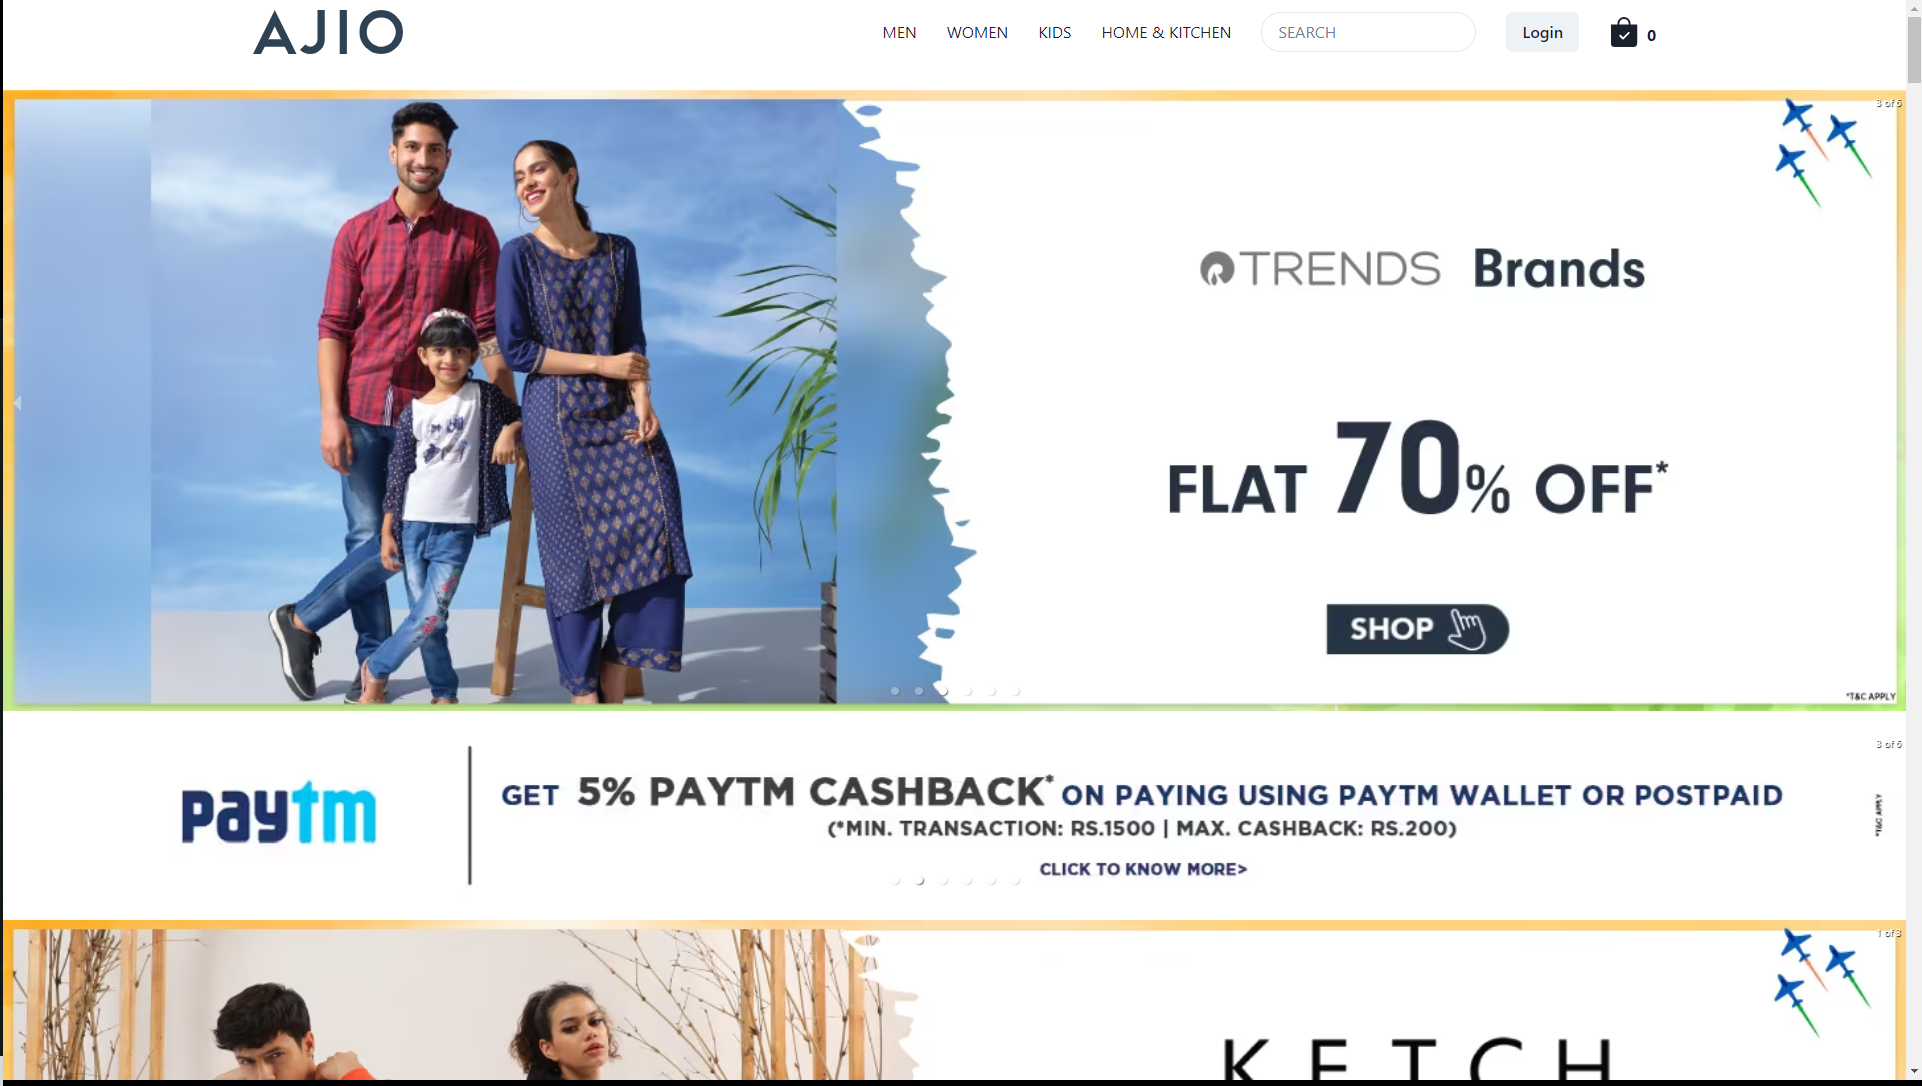 AJIO
MEN WOMEN KIDS HOME & KITCHEN SEARCH Login 0
3 of 6
TRENDS Brands
FLAT 70% OFF*
SHOP
*T&C APPLY
3 of 6
paytm
GET 5% PAYTM CASHBACK* ON PAYING USING PAYTM WALLET OR POSTPAID
(*MIN. TRANSACTION: RS.1500 | MAX. CASHBACK: RS.200)
CLICK TO KNOW MORE>
*T&C APPLY
1 of 3
KETCH